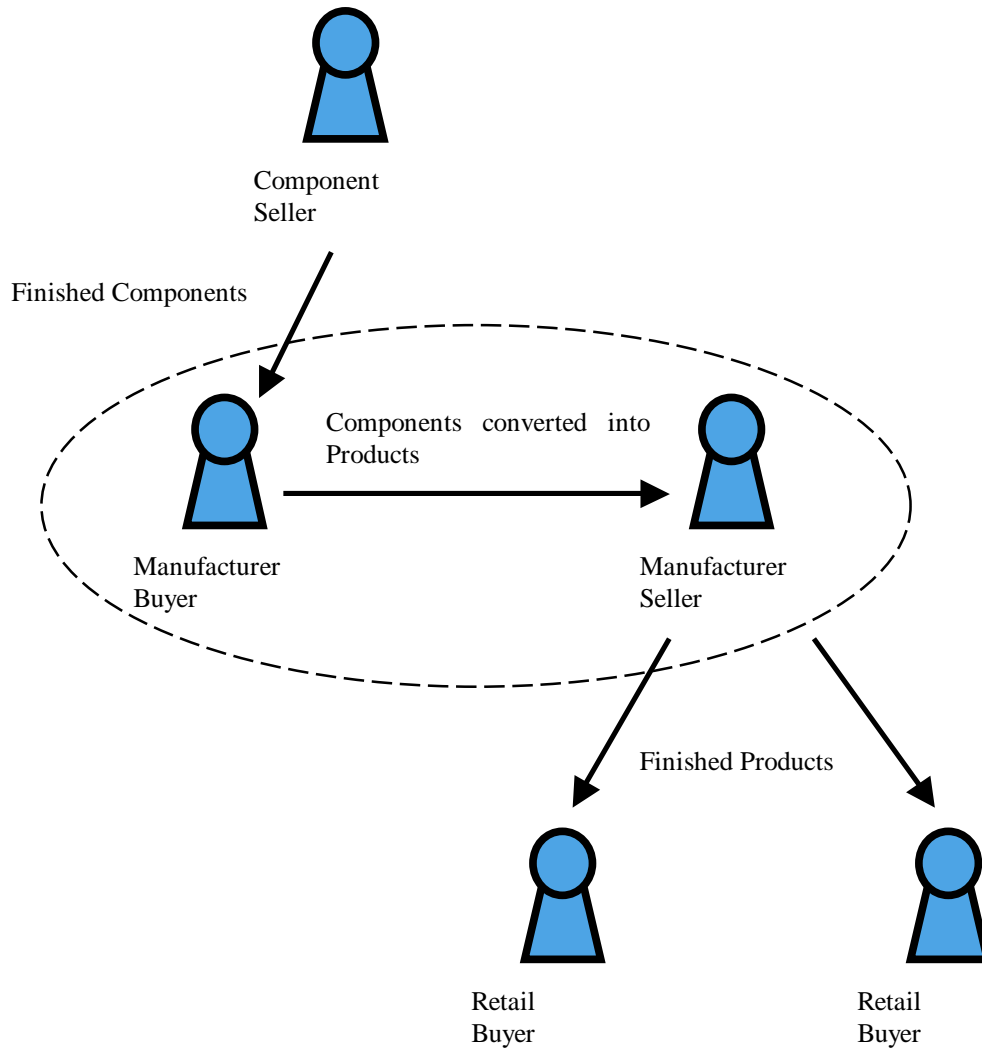 Component
Seller
Finished Components
Components converted into
Products
Manufacturer
Buyer
Manufacturer
Seller
Finished Products
Retail
Buyer
Retail
Buyer